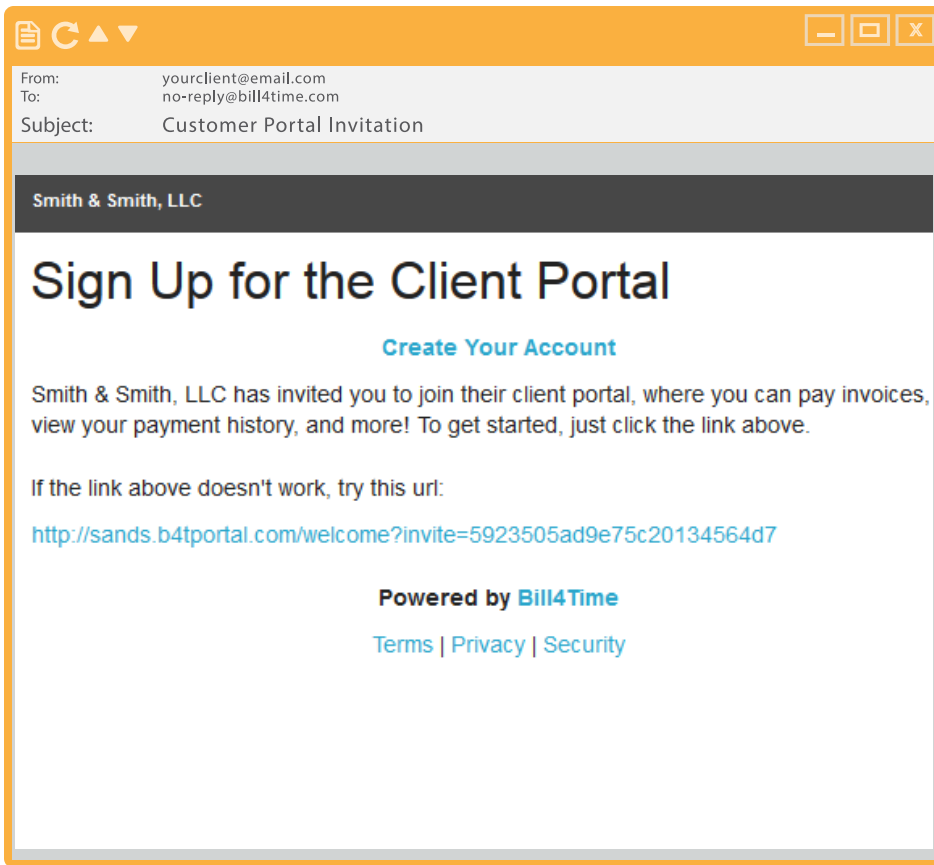 X
From: yourclient@email.com
To: no-reply@bill4time.com
Subject: Customer Portal Invitation
Smith & Smith, LLC
Sign Up for the Client Portal
Create Your Account
Smith & Smith, LLC has invited you to join their client portal, where you can pay invoices,
view your payment history, and more! To get started, just click the link above.
If the link above doesn't work, try this url:
http://sands.b4tportal.com/welcome?invite=5923505ad9e75c20134564d7
Powered by Bill4Time
Terms | Privacy | Security